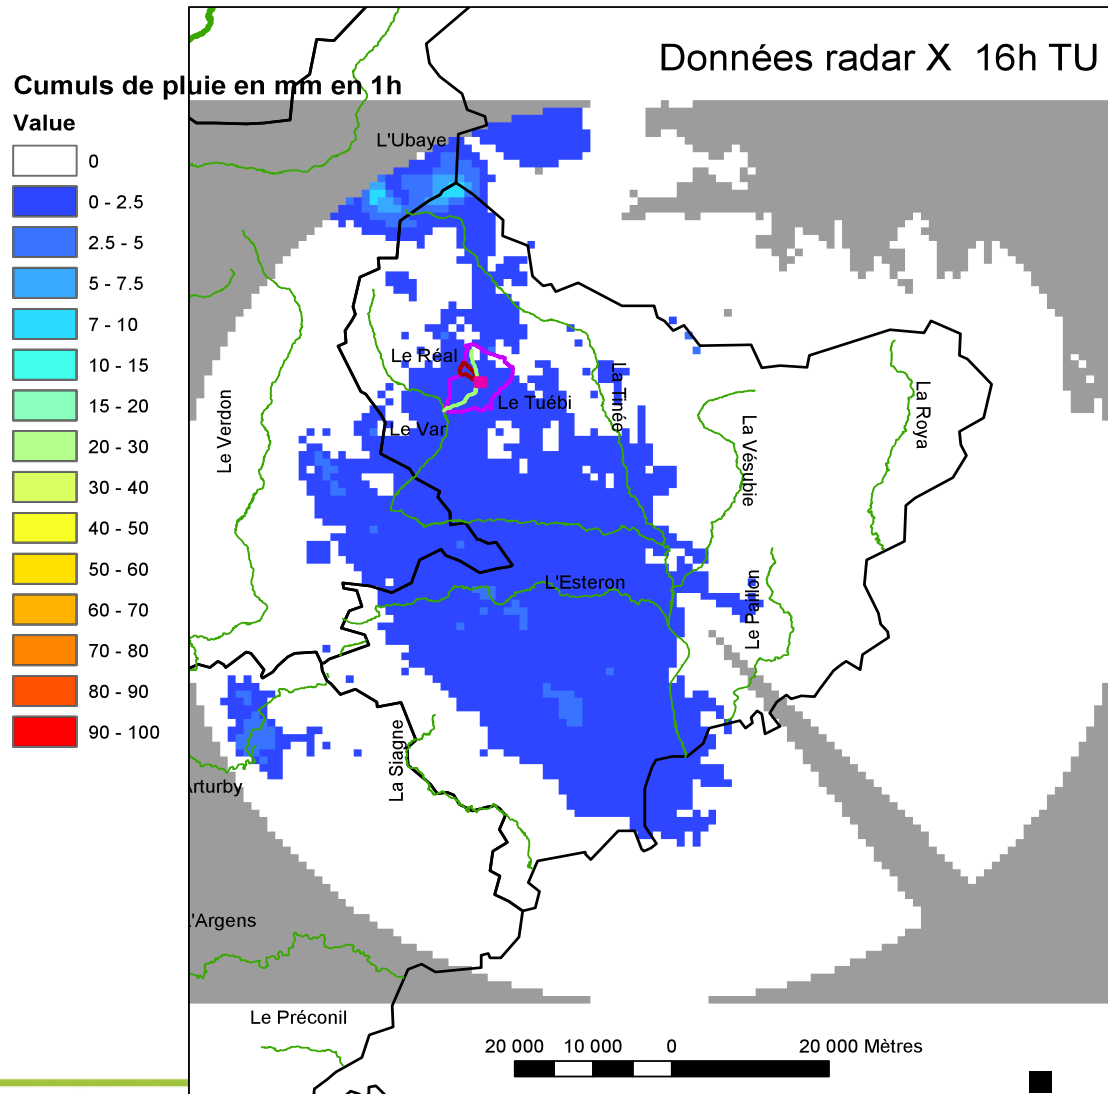 Données radar X 16h TU
Cumuls de pluie en mm en 1h
Value
0
0 - 2.5
2.5 - 5
5 - 7.5
7 - 10
10 - 15
15 - 20
20 - 30
30 - 40
40 - 50
50 - 60
60 - 70
70 - 80
80 - 90
90 - 100
L'Ubaye
Le Réal
Le Tuébi
Le Var
La Tinée
La Roya
Le Verdon
La Vésubie
L'Esteron
Le Paillon
La Siagne
Arturby
L'Argens
Le Préconil
20 000 10 000 0 20 000 Mètres